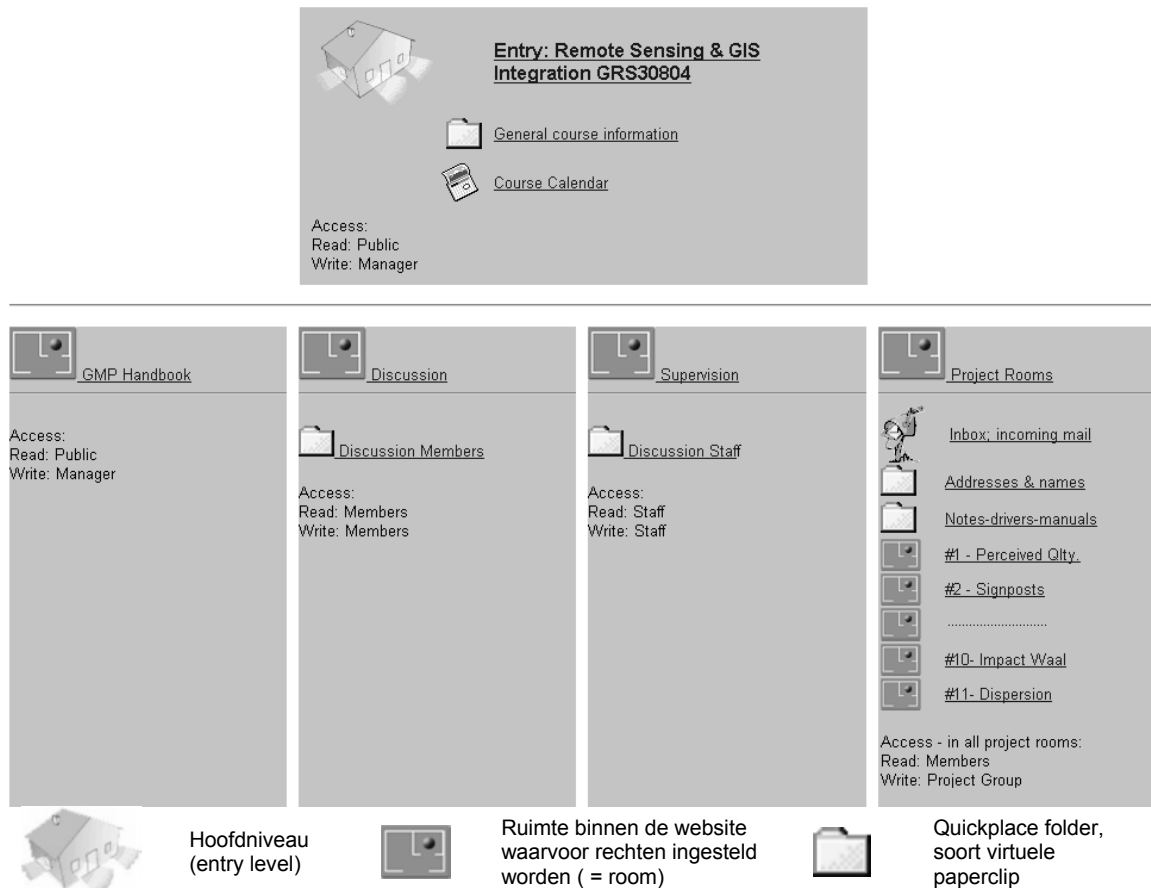 Entry: Remote Sensing & GIS
Integration GRS30804
General course information
Course Calendar
Access:
Read: Public
Write: Manager
GMP Handbook
Access:
Read: Public
Write: Manager
Discussion
Discussion Members
Access:
Read: Members
Write: Members
Supervision
Discussion Staff
Access:
Read: Staff
Write: Staff
Project Rooms
Inbox; incoming mail
Addresses & names
Notes-drivers-manuals
#1 - Perceived Qlty.
#2 - Signposts
............................
#10- Impact Waal
#11- Dispersion
Access - in all project rooms:
Read: Members
Write: Project Group
Hoofdniveau
(entry level)
Ruimte binnen de website
waarvoor rechten ingesteld
worden ( = room)
Quickplace folder,
soort virtuele
paperclip